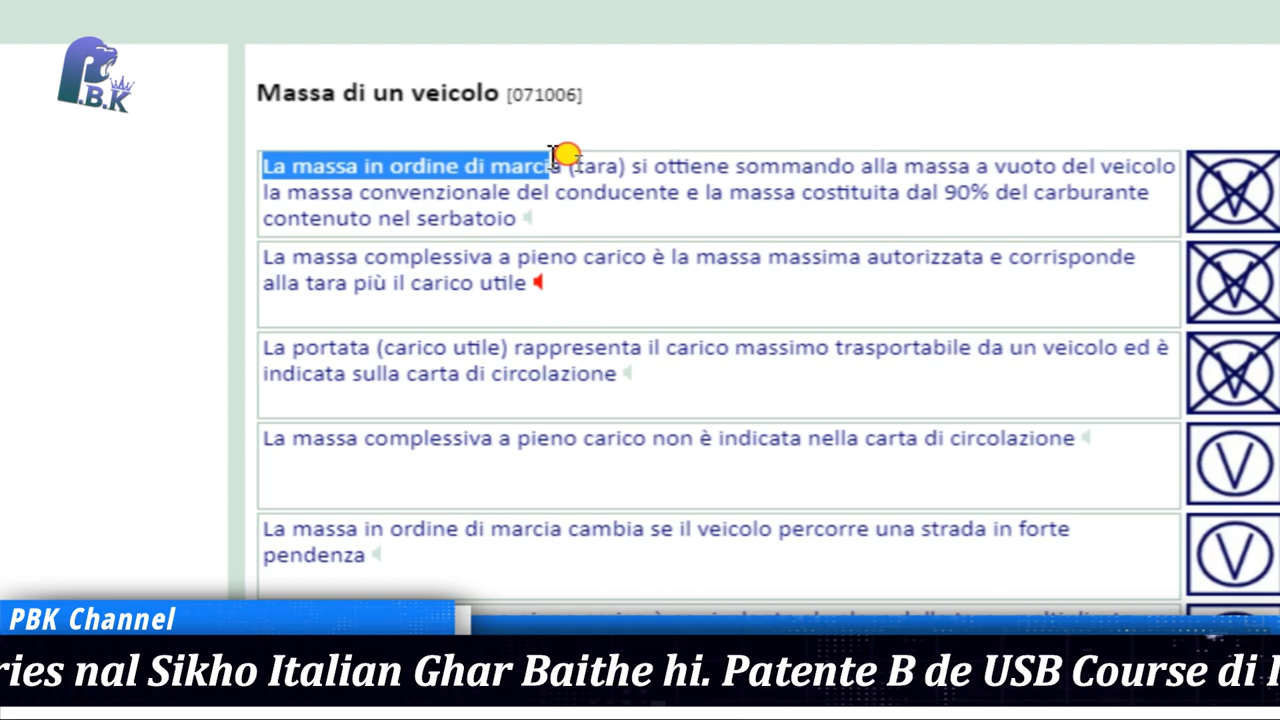 P.B.K
Massa di un veicolo [071006]
La massa in ordine di marcia (tara) si ottiene sommando alla massa a vuoto del veicolo
la massa convenzionale del conducente e la massa costituita dal 90% del carburante
contenuto nel serbatoio
V
La massa complessiva a pieno carico è la massa massima autorizzata e corrisponde
alla tara più il carico utile
V
La portata (carico utile) rappresenta il carico massimo trasportabile da un veicolo ed è
indicata sulla carta di circolazione
V
La massa complessiva a pieno carico non è indicata nella carta di circolazione
V
La massa in ordine di marcia cambia se il veicolo percorre una strada in forte
pendenza
V
PBK Channel
ries nal Sikho Italian Ghar Baithe hi. Patente B de USB Course di